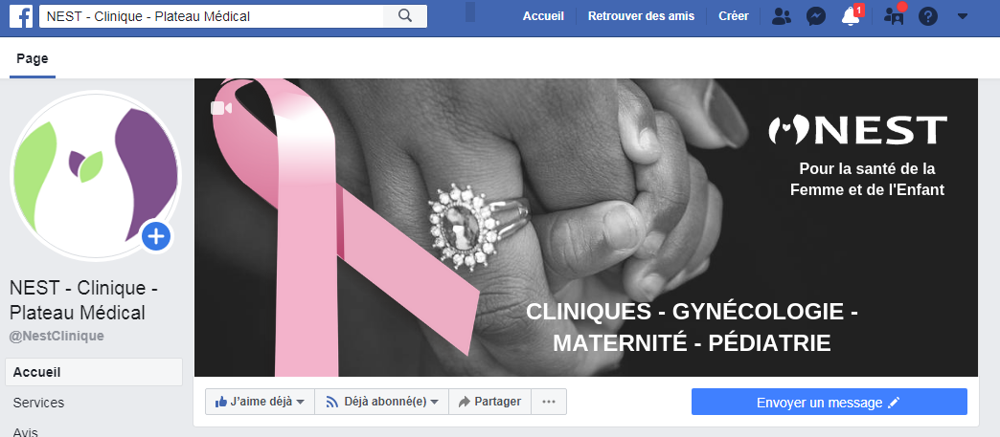 NEST - Clinique - Plateau Médical
Accueil
Retrouver des amis
Créer
1
Page
NEST
Pour la santé de la
Femme et de l'Enfant
CLINIQUES - GYNÉCOLOGIE -
MATERNITÉ - PÉDIATRIE
NEST - Clinique -
Plateau Médical
@NestClinique
Accueil
Services
Avis
J'aime déjà
Déjà abonné(e)
Partager
Envoyer un message